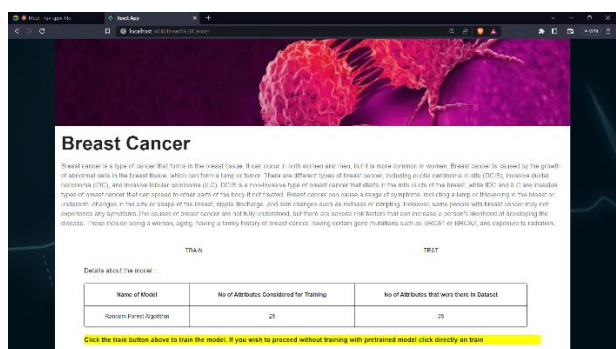 React App
localhost
VPN
Breast Cancer
Breast cancer is a type of cancer that forms in the breast tissue. It can occur in both women and men, but it is more common in women. Breast cancer is caused by the growth
of abnormal cells in the breast tissue, which can form a lump or tumor. There are different types of breast cancer, including ductal carcinoma in situ (DCIS), invasive ductal
carcinoma (IDC), and invasive lobular carcinoma (ILC). DCIS is a non-invasive type of breast cancer that starts in the milk ducts of the breast, while IDC and ILC are invasive
types of breast cancer that can spread to other parts of the body if not treated. Breast cancer can cause a range of symptoms, including a lump or thickening in the breast or
underarm, changes in the size or shape of the breast, nipple discharge, and skin changes such as redness or dimpling. However, some people with breast cancer may not
experience any symptoms.The causes of breast cancer are not fully understood, but there are several risk factors that can increase a person's likelihood of developing the
disease. These include being a woman, aging, having a family history of breast cancer, having certain gene mutations such as BRCA1 or BRCA2, and exposure to radiation.
TRAIN TEST
Details about the model :
Name of Model No of Attributes Considered for Training No of Attributes that were there in Dataset
Random Forest Algorithm
Click the train button above to train the model. If you wish to proceed without training with pretrained model click directly on train